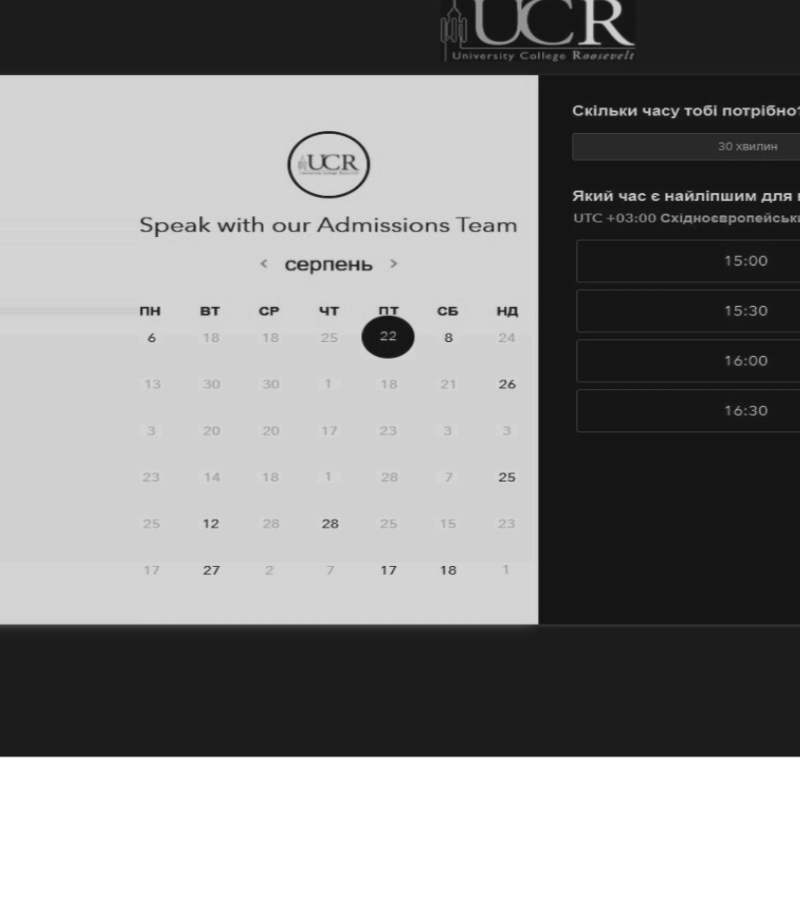 UCR
University College Roosevelt
UCR
Speak with our Admissions Team
< серпень >
ПН ВТ СР ЧТ ПТ СБ НД
6 18 18 25 22 8 24
13 30 30 1 18 21 26
3 20 20 17 23 3 3
23 14 18 1 28 7 25
25 12 28 28 25 15 23
17 27 2 7 17 18 1
Скільки часу тобі потрібно?
30 хвилин
Який час є найліпшим для
UTC +03:00 Східноєвропейськ
15:00
15:30
16:00
16:30